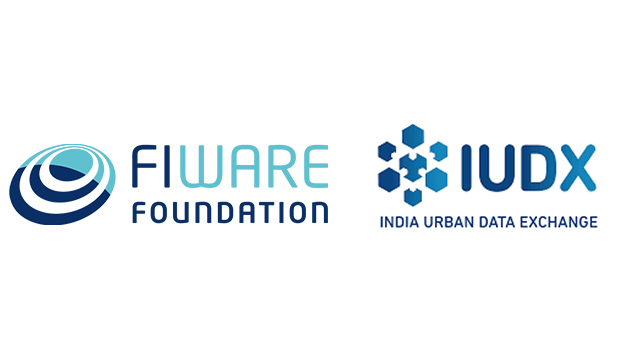 FIWARE
FOUNDATION
IUDX
INDIA URBAN DATA EXCHANGE